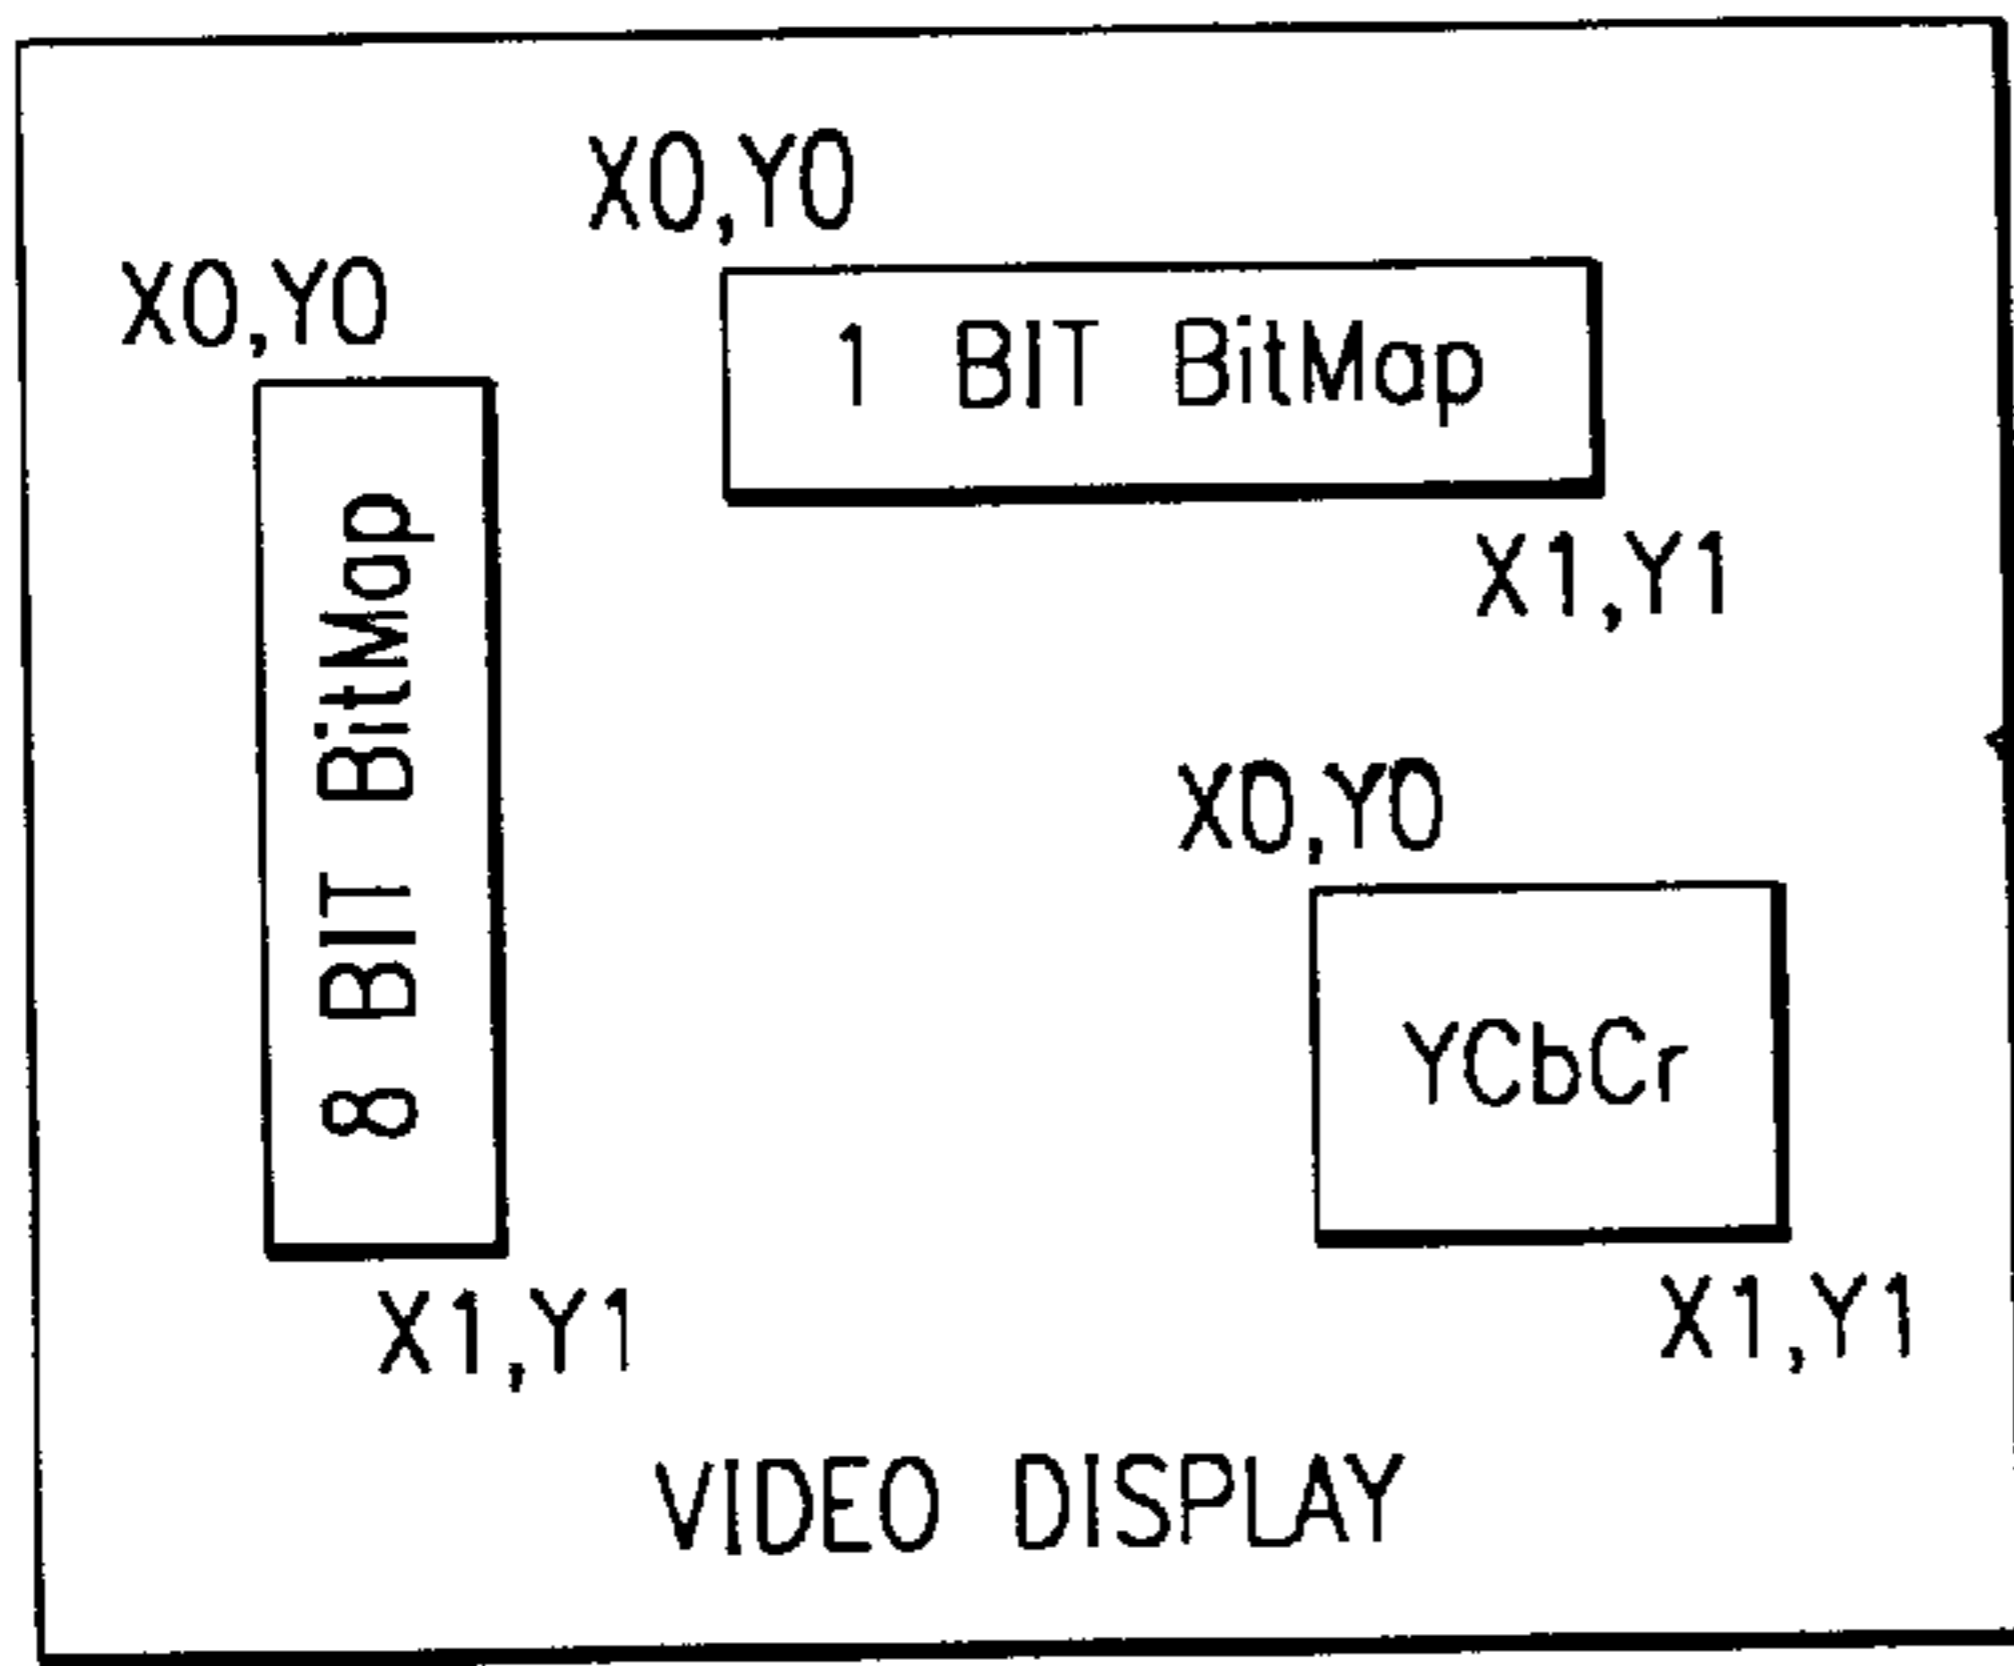 X0,Y0
1 BIT BitMap
X1,Y1
X0,Y0
8 BIT BitMap
X1,Y1
X0,Y0
YCbCr
X1,Y1
VIDEO DISPLAY